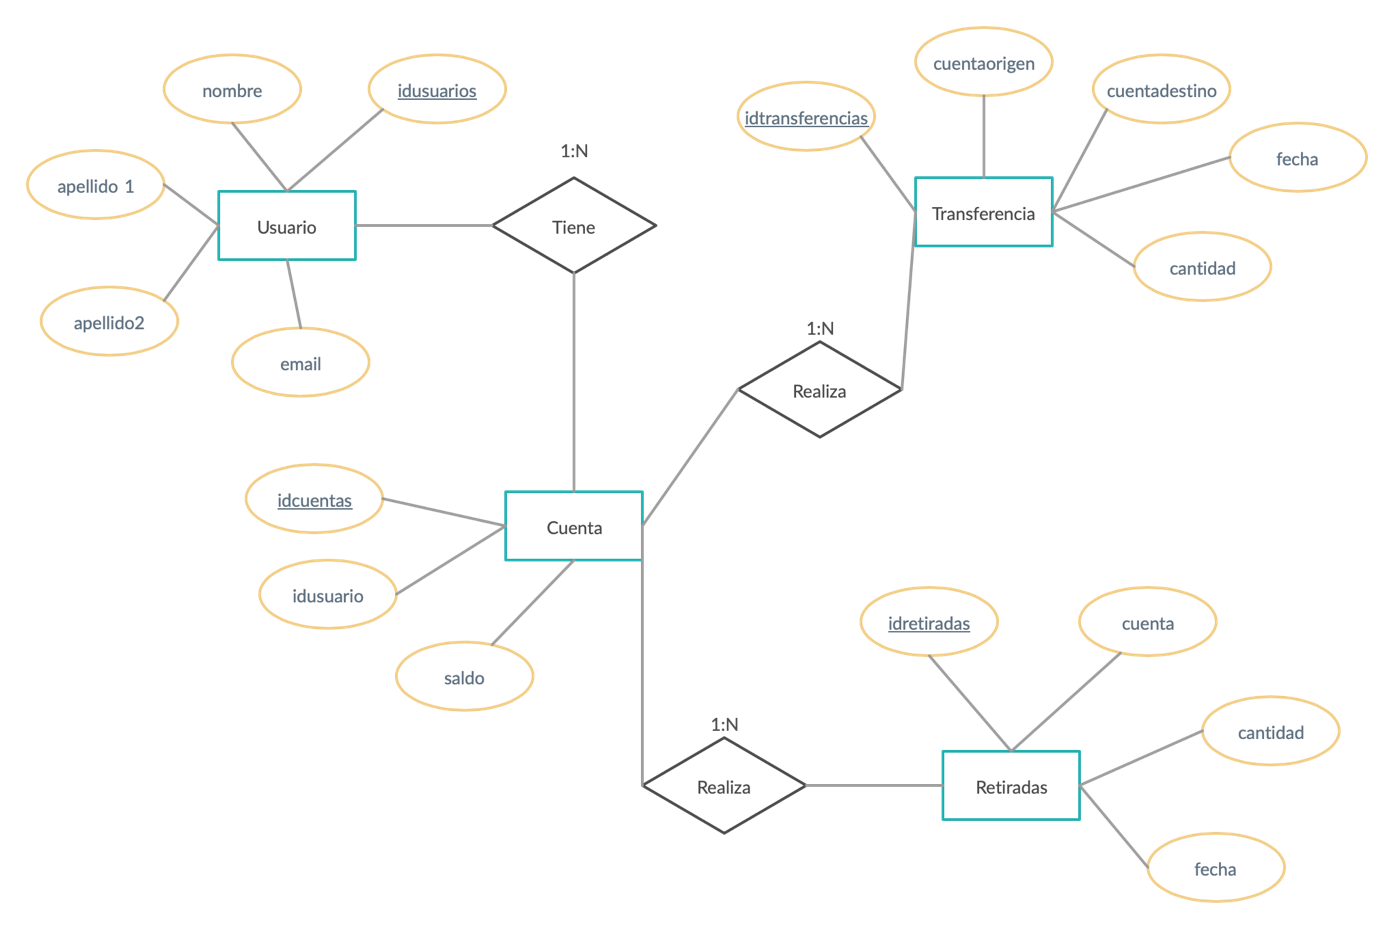 cuentaorigen
nombre
idusuarios
cuentadestino
idtransferencias
1:N
fecha
apellido 1
Transferencia
Usuario
Tiene
cantidad
apellido2
1:N
email
Realiza
idcuentas
Cuenta
idusuario
idretiradas
cuenta
saldo
1:N
cantidad
Realiza
Retiradas
fecha